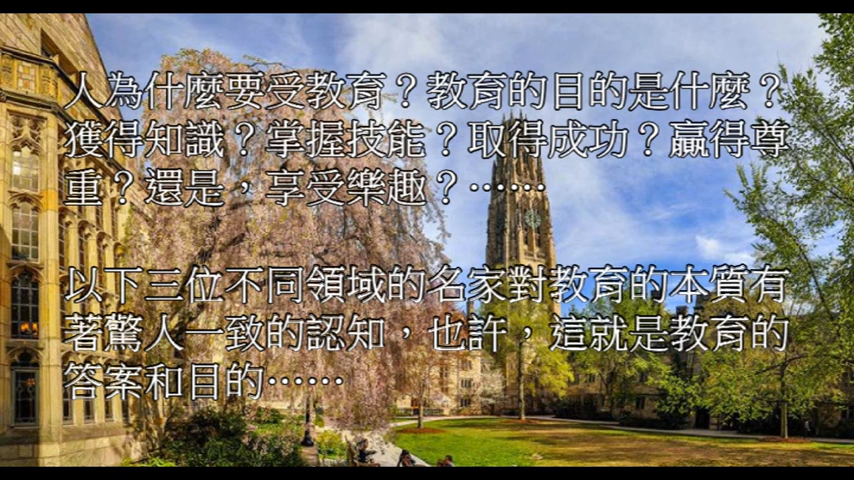 人為什麼要受教育？教育的目的是什麼？
獲得知識？掌握技能？取得成功？贏得尊
重？還是，享受樂趣？……
以下三位不同領域的名家對教育的本質有
著驚人一致的認知，也許，這就是教育的
答案和目的……